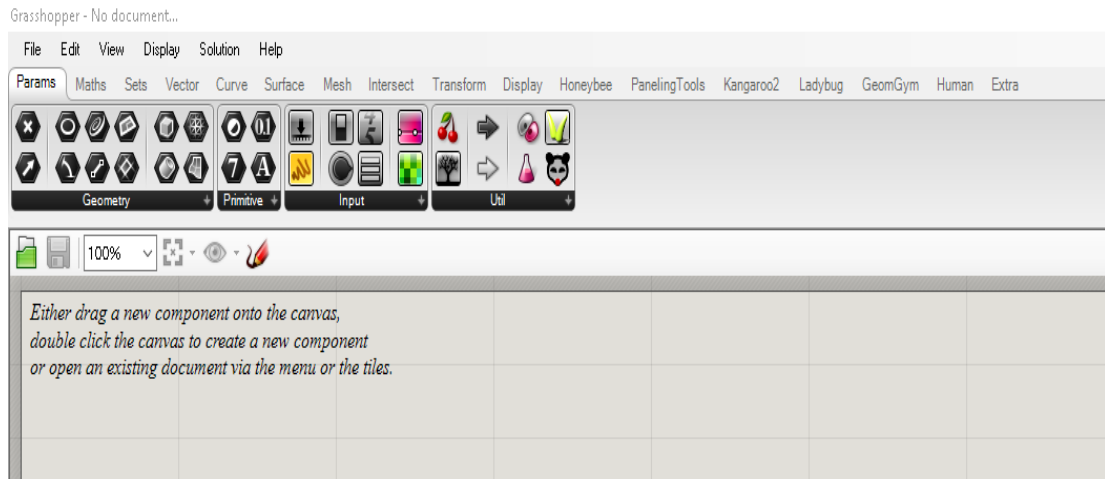 Grasshopper - No document...
File Edit View Display Solution Help
Params Maths Sets Vector Curve Surface Mesh Intersect Transform Display Honeybee PanelingTools Kangaroo2 Ladybug GeomGym Human Extra
0.1
7 A
Geometry Primitive Input Util
100%
Either drag a new component onto the canvas,
double click the canvas to create a new component
or open an existing document via the menu or the tiles.